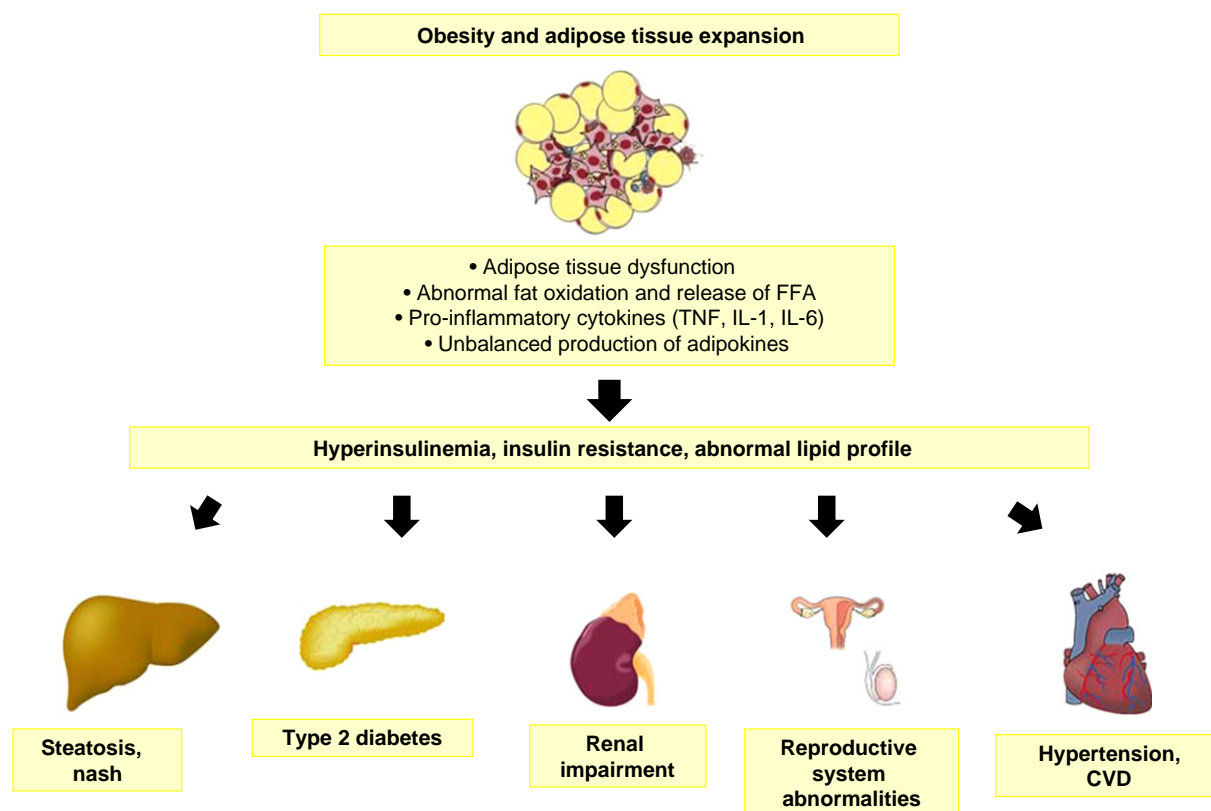 Obesity and adipose tissue expansion
• Adipose tissue dysfunction
• Abnormal fat oxidation and release of FFA
• Pro-inflammatory cytokines (TNF, IL-1, IL-6)
• Unbalanced production of adipokines
Hyperinsulinemia, insulin resistance, abnormal lipid profile
Steatosis,
nash
Type 2 diabetes
Renal
impairment
Reproductive
system
abnormalities
Hypertension,
CVD